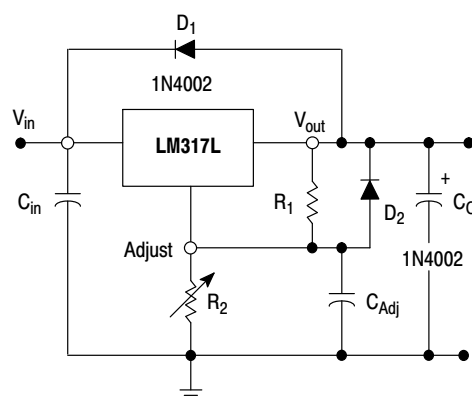 D1
1N4002
Vin
LM317L
Vout
Cin
R1
D2
+
CO
Adjust
1N4002
R2
CAdj